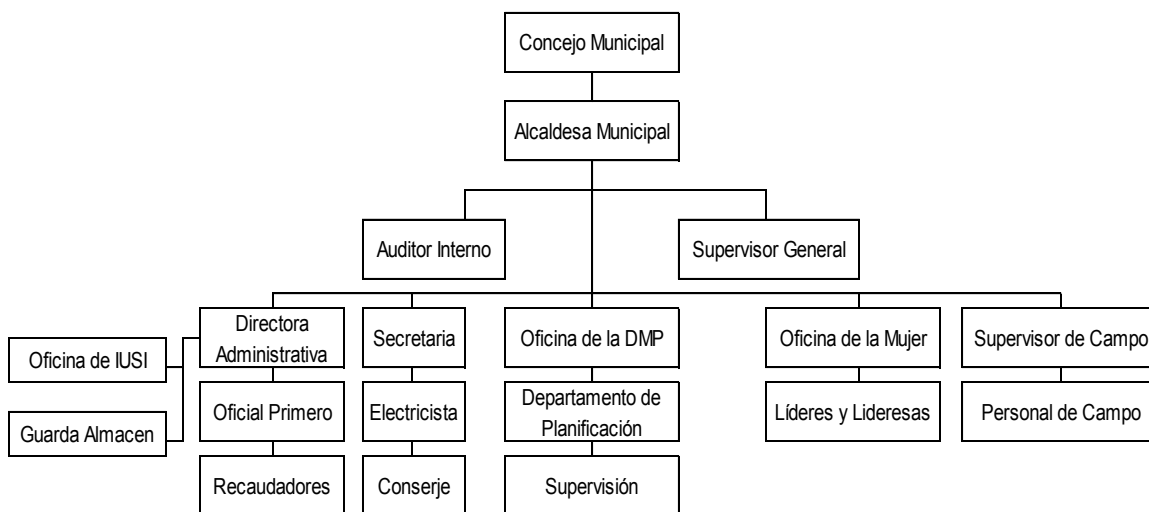 Concejo Municipal
Alcaldesa Municipal
Auditor Interno
Supervisor General
Directora
Administrativa
Secretaria
Oficina de la DMP
Oficina de la Mujer
Supervisor de Campo
Oficina de IUSI
Oficial Primero
Electricista
Departamento de
Planificación
Líderes y Lideresas
Personal de Campo
Guarda Almacen
Recaudadores
Conserje
Supervisión